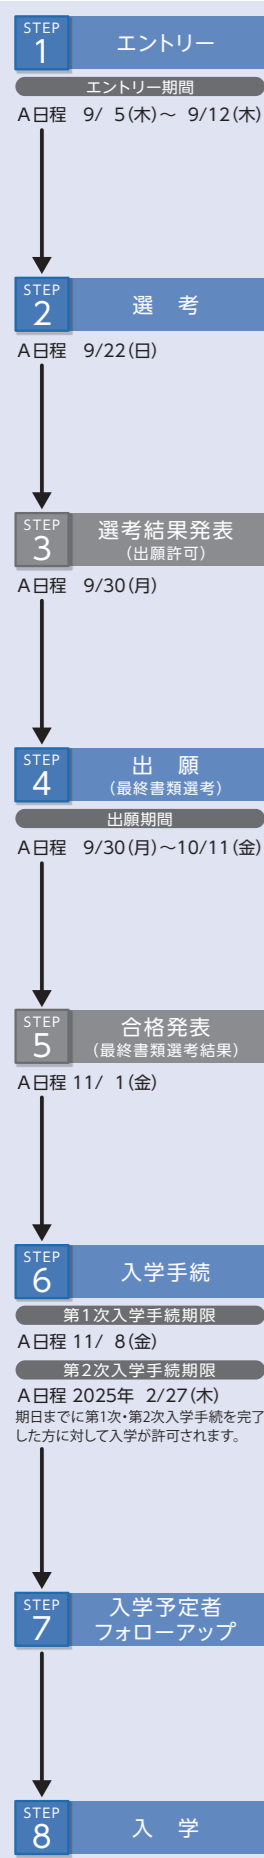 STEP
1
エントリー
エントリー期間
A日程 9/ 5(木)~ 9/12(木)
STEP
2
選 考
A日程 9/22(日)
STEP
3
選考結果発表
(出願許可)
A日程 9/30(月)
STEP
4
出 願
(最終書類選考)
出願期間
A日程 9/30(月)~10/11(金)
STEP
5
合格発表
(最終書類選考結果)
A日程 11/ 1(金)
STEP
6
入学手続
第1次入学手続期限
A日程 11/ 8(金)
第2次入学手続期限
A日程 2025年 2/27(木)
期日までに第1次・第2次入学手続を完了
した方に対して入学が許可されます。
STEP
7
入学予定者
フォローアップ
STEP
8
入 学